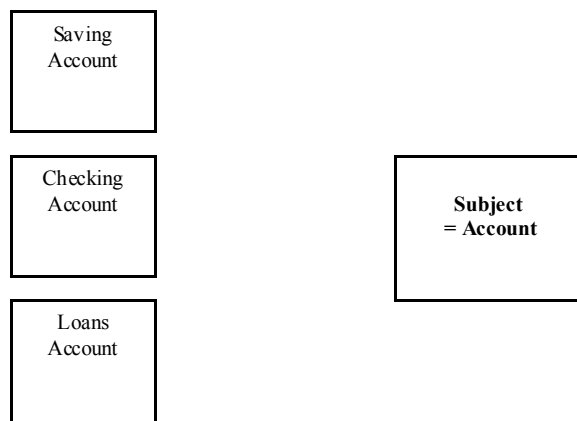 Saving
Account
Checking
Account
Subject
= Account
Loans
Account